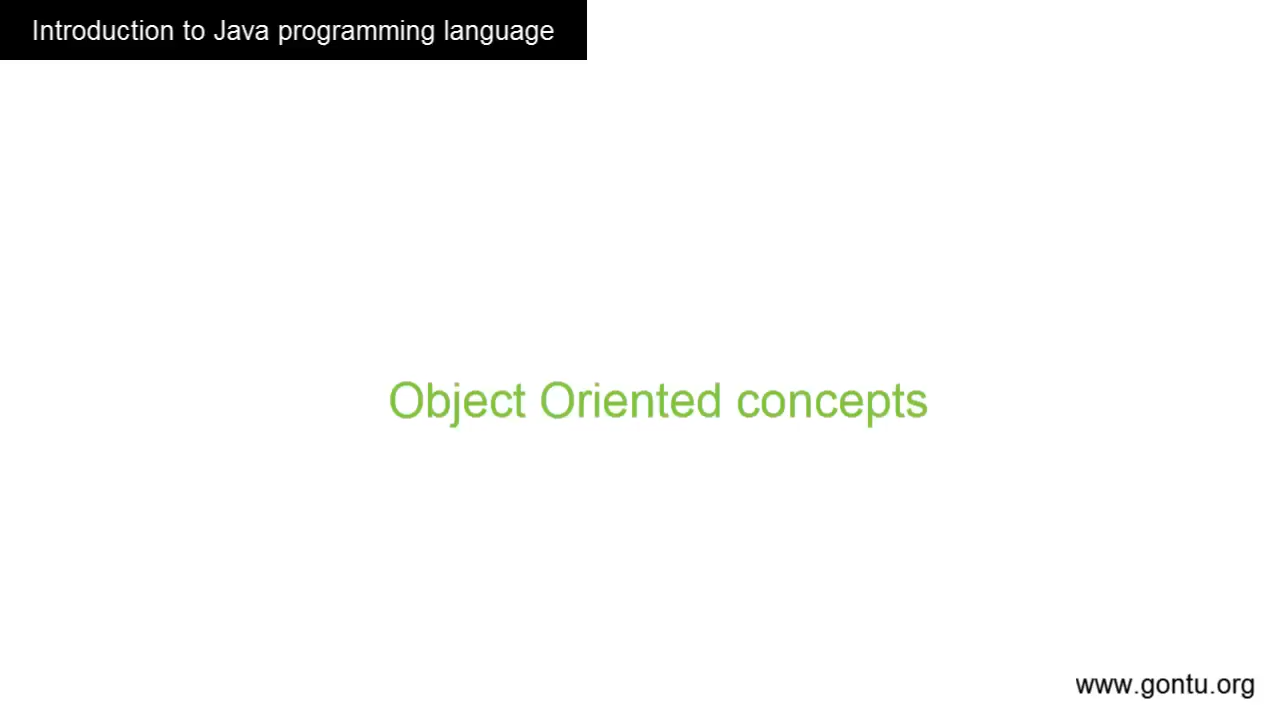 Introduction to Java programming language
Object Oriented concepts
www.gontu.org